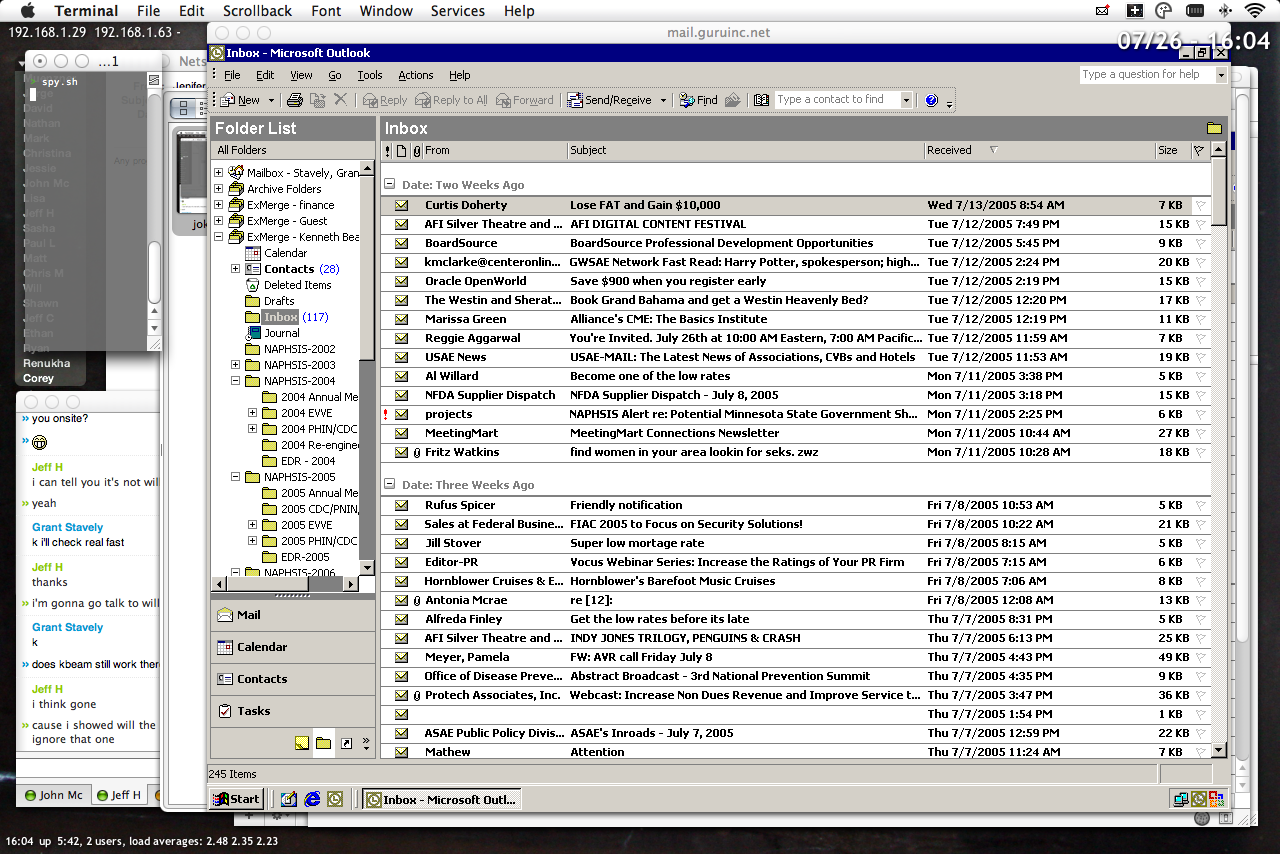 Terminal File Edit Scrollback Font Window Services Help
192.168.1.29 192.168.1.63 -
mail.guruinc.net
07/26 - 16:04
...1
Nets
spy.sh
David
Nathan
Mark
Christina
Jessie
John Mc
Lisa
Jeff H
Sasha
Paul L
Matt
Chris M
Will
Shawn
Jeff C
Ethan
Ryan
Renukha
Corey
Jenifer
jok
Inbox - Microsoft Outlook
File Edit View Go Tools Actions Help
Type a question for help
New Reply Reply to All Forward Send/Receive Find Type a contact to find
Folder List
All Folders
Mailbox - Stavely, Gran
Archive Folders
ExMerge - finance
ExMerge - Guest
ExMerge - Kenneth Bea
Calendar
Contacts (28)
Deleted Items
Drafts
Inbox (117)
Journal
NAPHSIS-2002
NAPHSIS-2003
NAPHSIS-2004
2004 Annual Me
2004 EVVE
2004 PHIN/CDC
2004 Re-engine
EDR - 2004
NAPHSIS-2005
2005 Annual Me
2005 CDC/PNIN,
2005 EVVE
2005 PHIN/CDC
EDR-2005
NAPHSIS-2006
Mail
Calendar
Contacts
Tasks
Inbox
! From Subject Received Size
Date: Two Weeks Ago
Curtis Doherty Lose FAT and Gain $10,000 Wed 7/13/2005 8:54 AM 7 KB
AFI Silver Theatre and ... AFI DIGITAL CONTENT FESTIVAL Tue 7/12/2005 7:49 PM 15 KB
BoardSource BoardSource Professional Development Opportunities Tue 7/12/2005 5:45 PM 9 KB
kmclarke@centeronlin... GWSAE Network Fast Read: Harry Potter, spokesperson; high... Tue 7/12/2005 2:24 PM 20 KB
Oracle OpenWorld Save $900 when you register early Tue 7/12/2005 2:19 PM 15 KB
The Westin and Sherat... Book Grand Bahama and get a Westin Heavenly Bed? Tue 7/12/2005 12:20 PM 17 KB
Marissa Green Alliance's CME: The Basics Institute Tue 7/12/2005 12:19 PM 11 KB
Reggie Aggarwal You're Invited. July 26th at 10:00 AM Eastern, 7:00 AM Pacific... Tue 7/12/2005 11:59 AM 7 KB
USAE News USAE-MAIL: The Latest News of Associations, CVBs and Hotels Tue 7/12/2005 11:53 AM 19 KB
Al Willard Become one of the low rates Mon 7/11/2005 3:38 PM 5 KB
NFDA Supplier Dispatch NFDA Supplier Dispatch - July 8, 2005 Mon 7/11/2005 3:18 PM 15 KB
! projects NAPHSIS Alert re: Potential Minnesota State Government Sh... Mon 7/11/2005 2:25 PM 6 KB
MeetingMart MeetingMart Connections Newsletter Mon 7/11/2005 10:44 AM 27 KB
Fritz Watkins find women in your area lookin for seks. zwz Mon 7/11/2005 10:28 AM 18 KB
Date: Three Weeks Ago
Rufus Spicer Friendly notification Fri 7/8/2005 10:53 AM 5 KB
Sales at Federal Busine... FIAC 2005 to Focus on Security Solutions! Fri 7/8/2005 10:22 AM 21 KB
Jill Stover Super low mortage rate Fri 7/8/2005 8:15 AM 5 KB
Editor-PR Vocus Webinar Series: Increase the Ratings of Your PR Firm Fri 7/8/2005 7:15 AM 6 KB
Hornblower Cruises & E... Hornblower's Barefoot Music Cruises Fri 7/8/2005 7:06 AM 8 KB
Antonia Mcrae re [12]: Fri 7/8/2005 12:08 AM 13 KB
Alfreda Finley Get the low rates before its late Thu 7/7/2005 8:31 PM 5 KB
AFI Silver Theatre and ... INDY JONES TRILOGY, PENGUINS & CRASH Thu 7/7/2005 6:13 PM 25 KB
Meyer, Pamela FW: AVR call Friday July 8 Thu 7/7/2005 4:43 PM 49 KB
Office of Disease Preve... Abstract Broadcast - 3rd National Prevention Summit Thu 7/7/2005 4:35 PM 9 KB
Protech Associates, Inc. Webcast: Increase Non Dues Revenue and Improve Service t... Thu 7/7/2005 3:47 PM 36 KB
Thu 7/7/2005 1:54 PM 1 KB
ASAE Public Policy Divis... ASAE's Inroads - July 7, 2005 Thu 7/7/2005 12:59 PM 22 KB
Mathew Attention Thu 7/7/2005 11:24 AM 7 KB
245 Items
Start Inbox - Microsoft Outl...
» you onsite?
»
Jeff H
i can tell you it's not wil
» yeah
Grant Stavely
k i'll check real fast
Jeff H
thanks
» i'm gonna go talk to will
Grant Stavely
k
» does kbeam still work ther
Jeff H
i think gone
» cause i showed will the
ignore that one
John Mc Jeff H
16:04 up 5:42, 2 users, load averages: 2.48 2.35 2.23